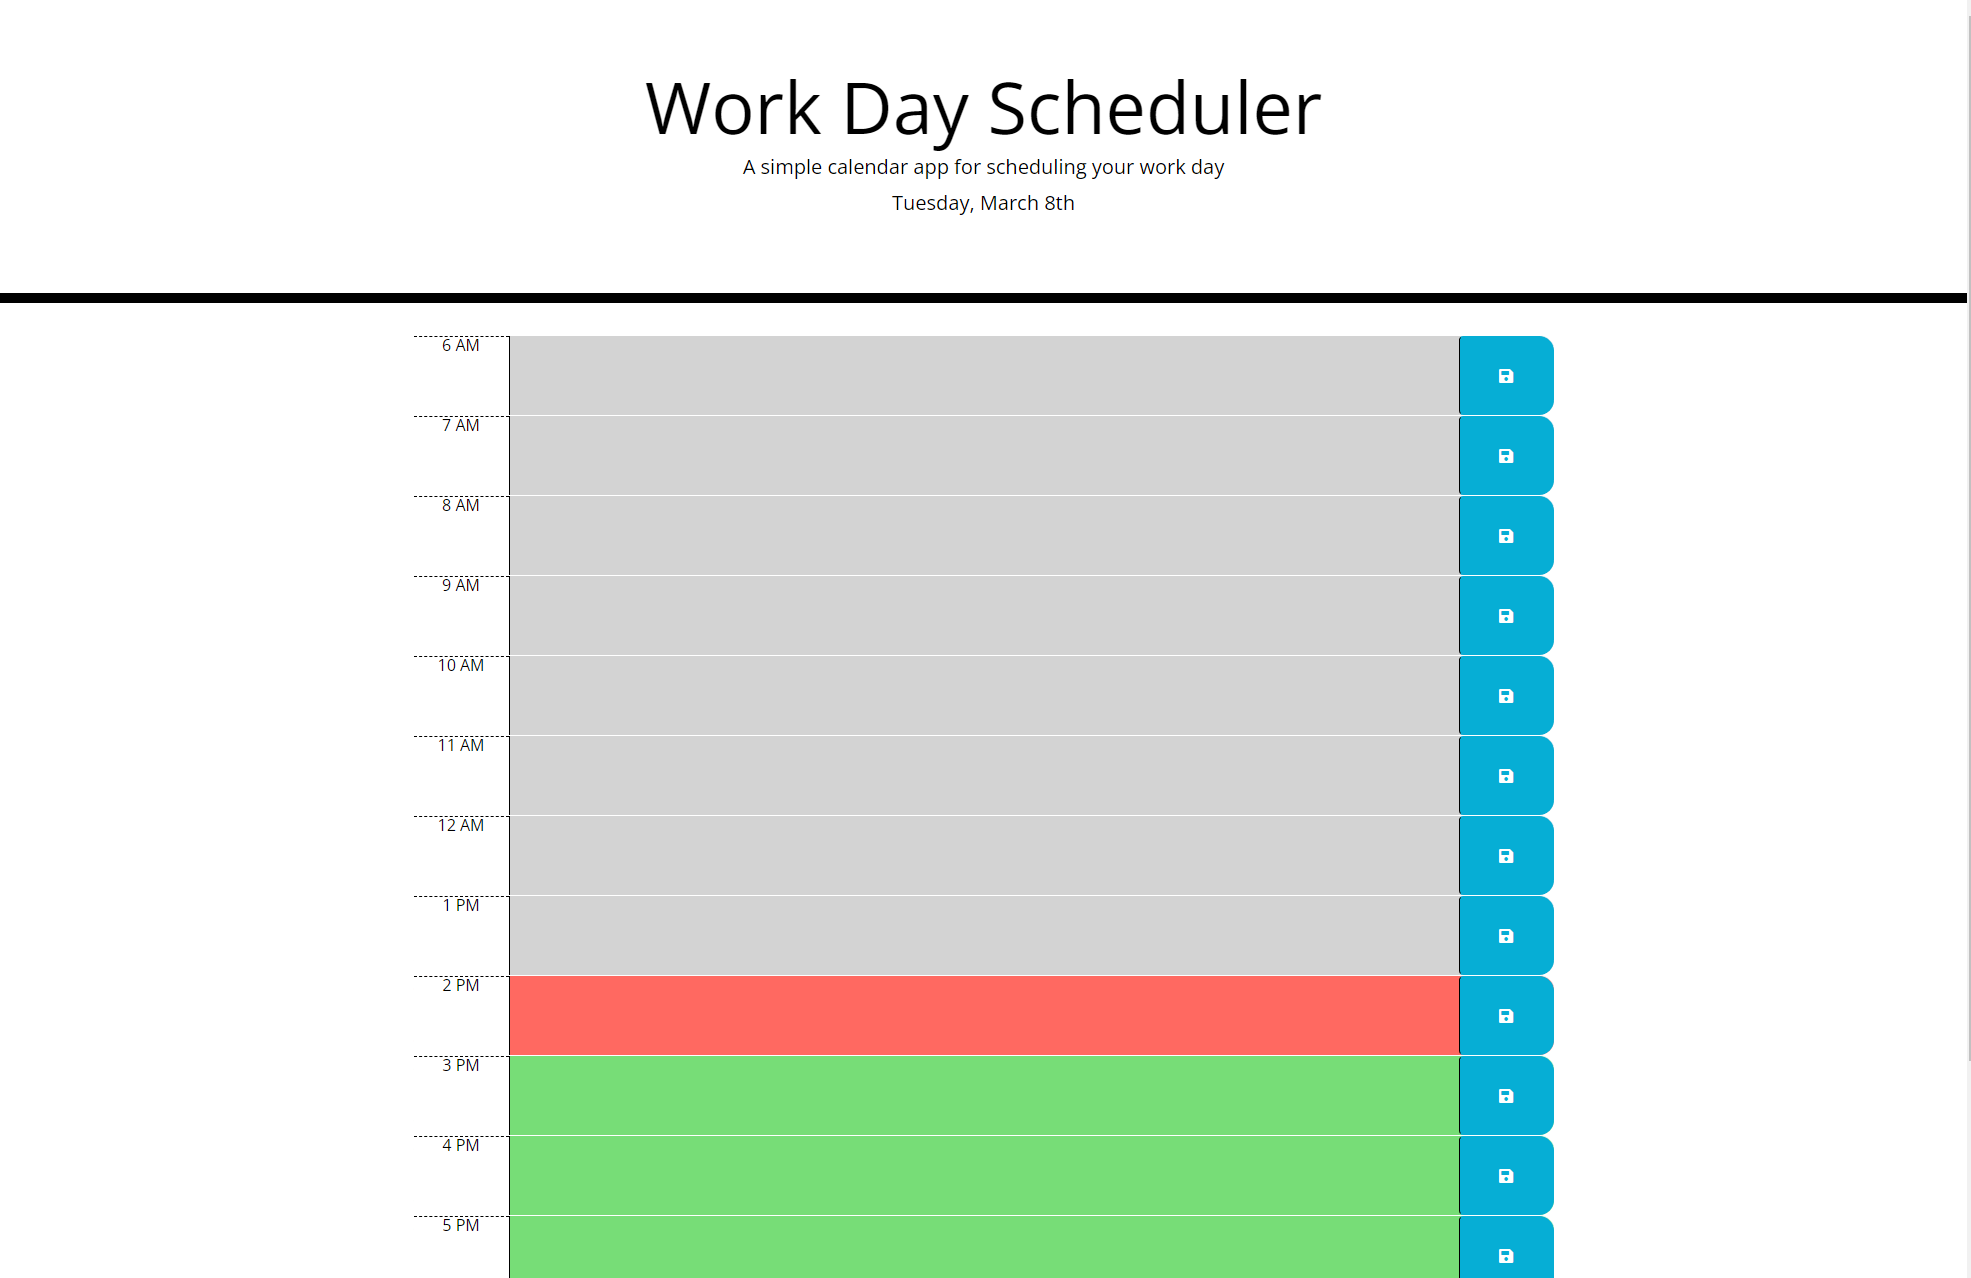 Work Day Scheduler
A simple calendar app for scheduling your work day
Tuesday, March 8th
6 AM
7 AM
8 AM
9 AM
10 AM
11 AM
12 AM
1 PM
2 PM
3 PM
4 PM
5 PM